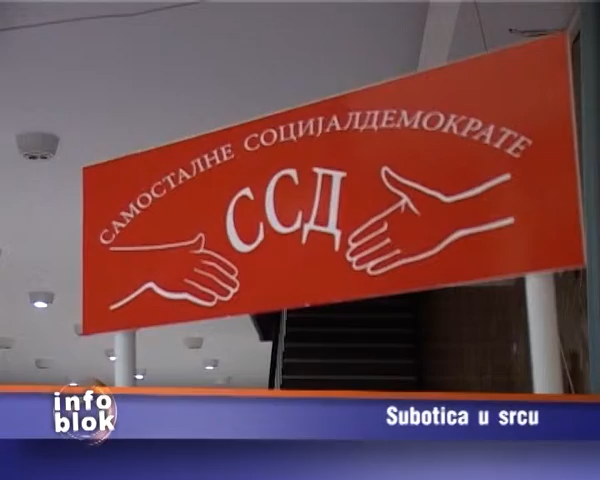 САМОСТАЛНЕ СОЦИЈАЛДЕМОКРАТЕ
ССД
info
blok
Subotica u srcu